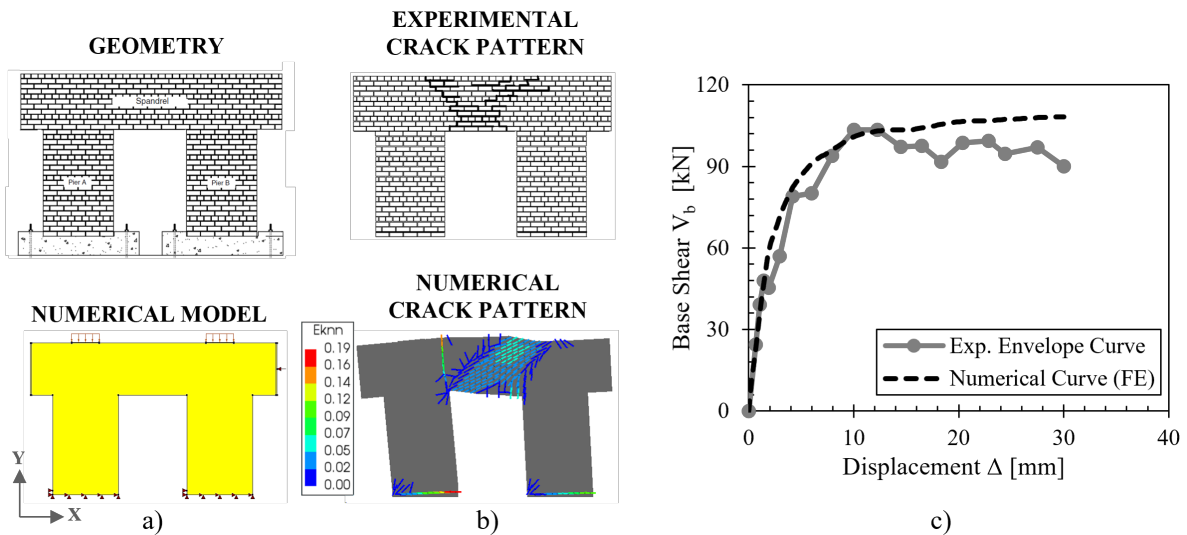 GEOMETRY
Spandrel
Pier A
Pier B
NUMERICAL MODEL
Y
X
a)
EXPERIMENTAL
CRACK PATTERN
NUMERICAL
CRACK PATTERN
Eknn
0.19
0.16
0.14
0.12
0.09
0.07
0.05
0.02
0.00
b)
Base Shear Vb [kN]
120
90
60
30
0
0
10
20
30
40
Exp. Envelope Curve
Numerical Curve (FE)
Displacement Δ [mm]
c)